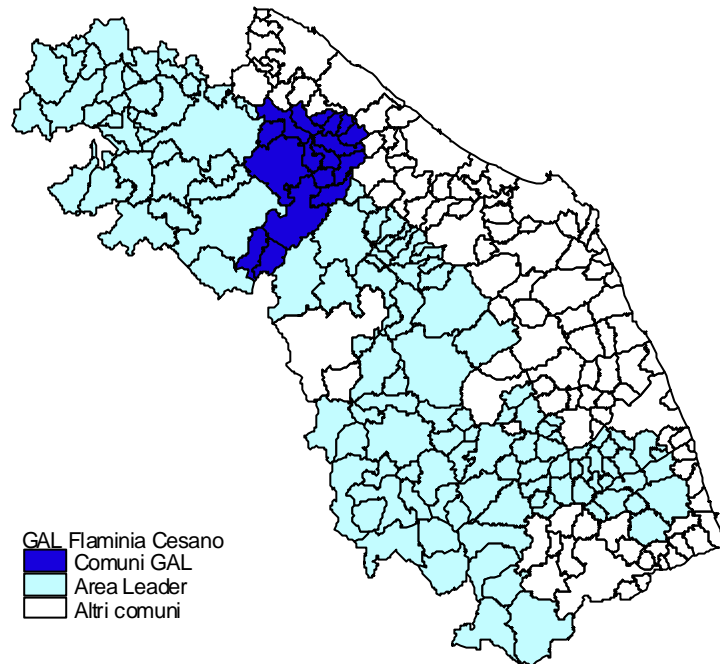 GAL Flaminia Cesano
Comuni GAL
Area Leader
Altri comuni